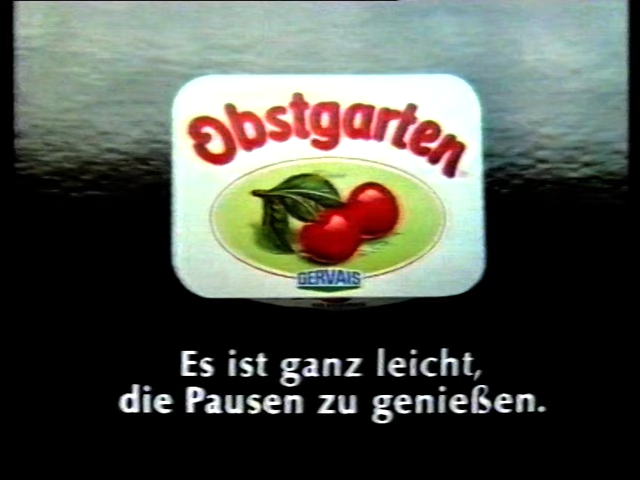 Obstgarten
GERVAIS
Es ist ganz leicht,
die Pausen zu genießen.